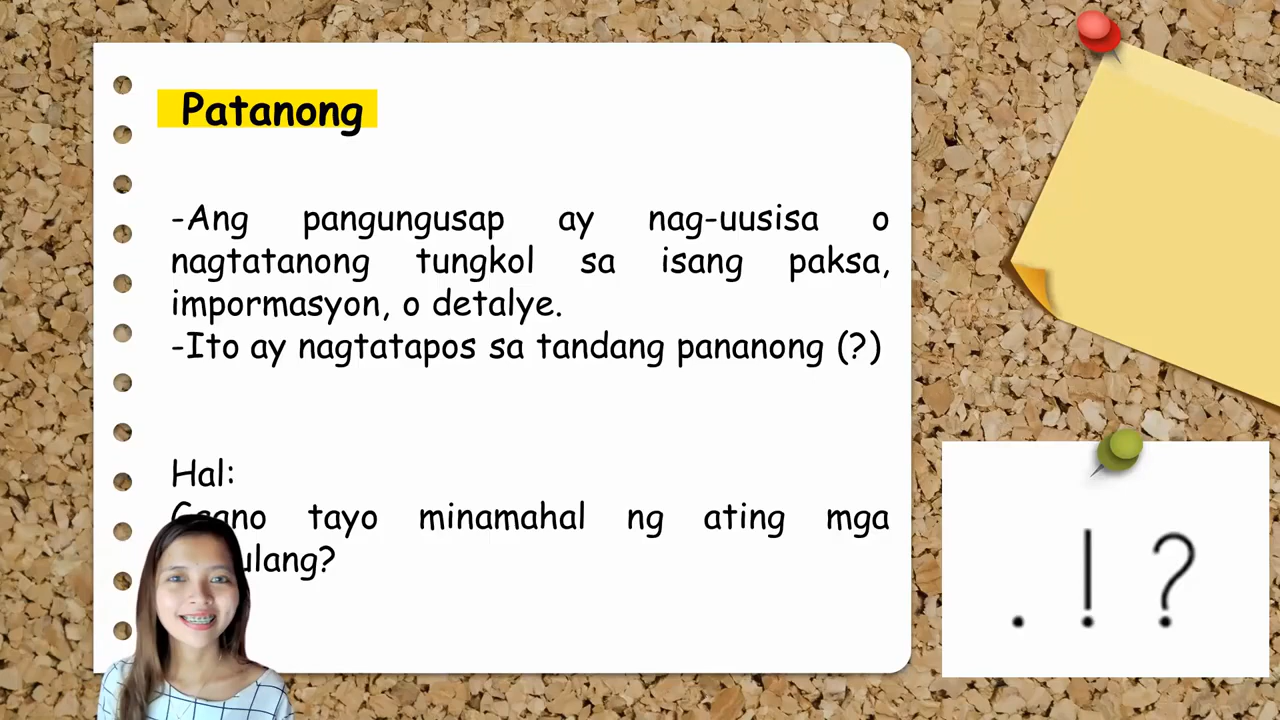 Patanong
-Ang pangungusap ay nag-uusisa o
nagtatanong tungkol sa isang paksa,
impormasyon, o detalye.
-Ito ay nagtatapos sa tandang pananong (?)
Hal:
tayo minamahal ng ating mga
. ! ?